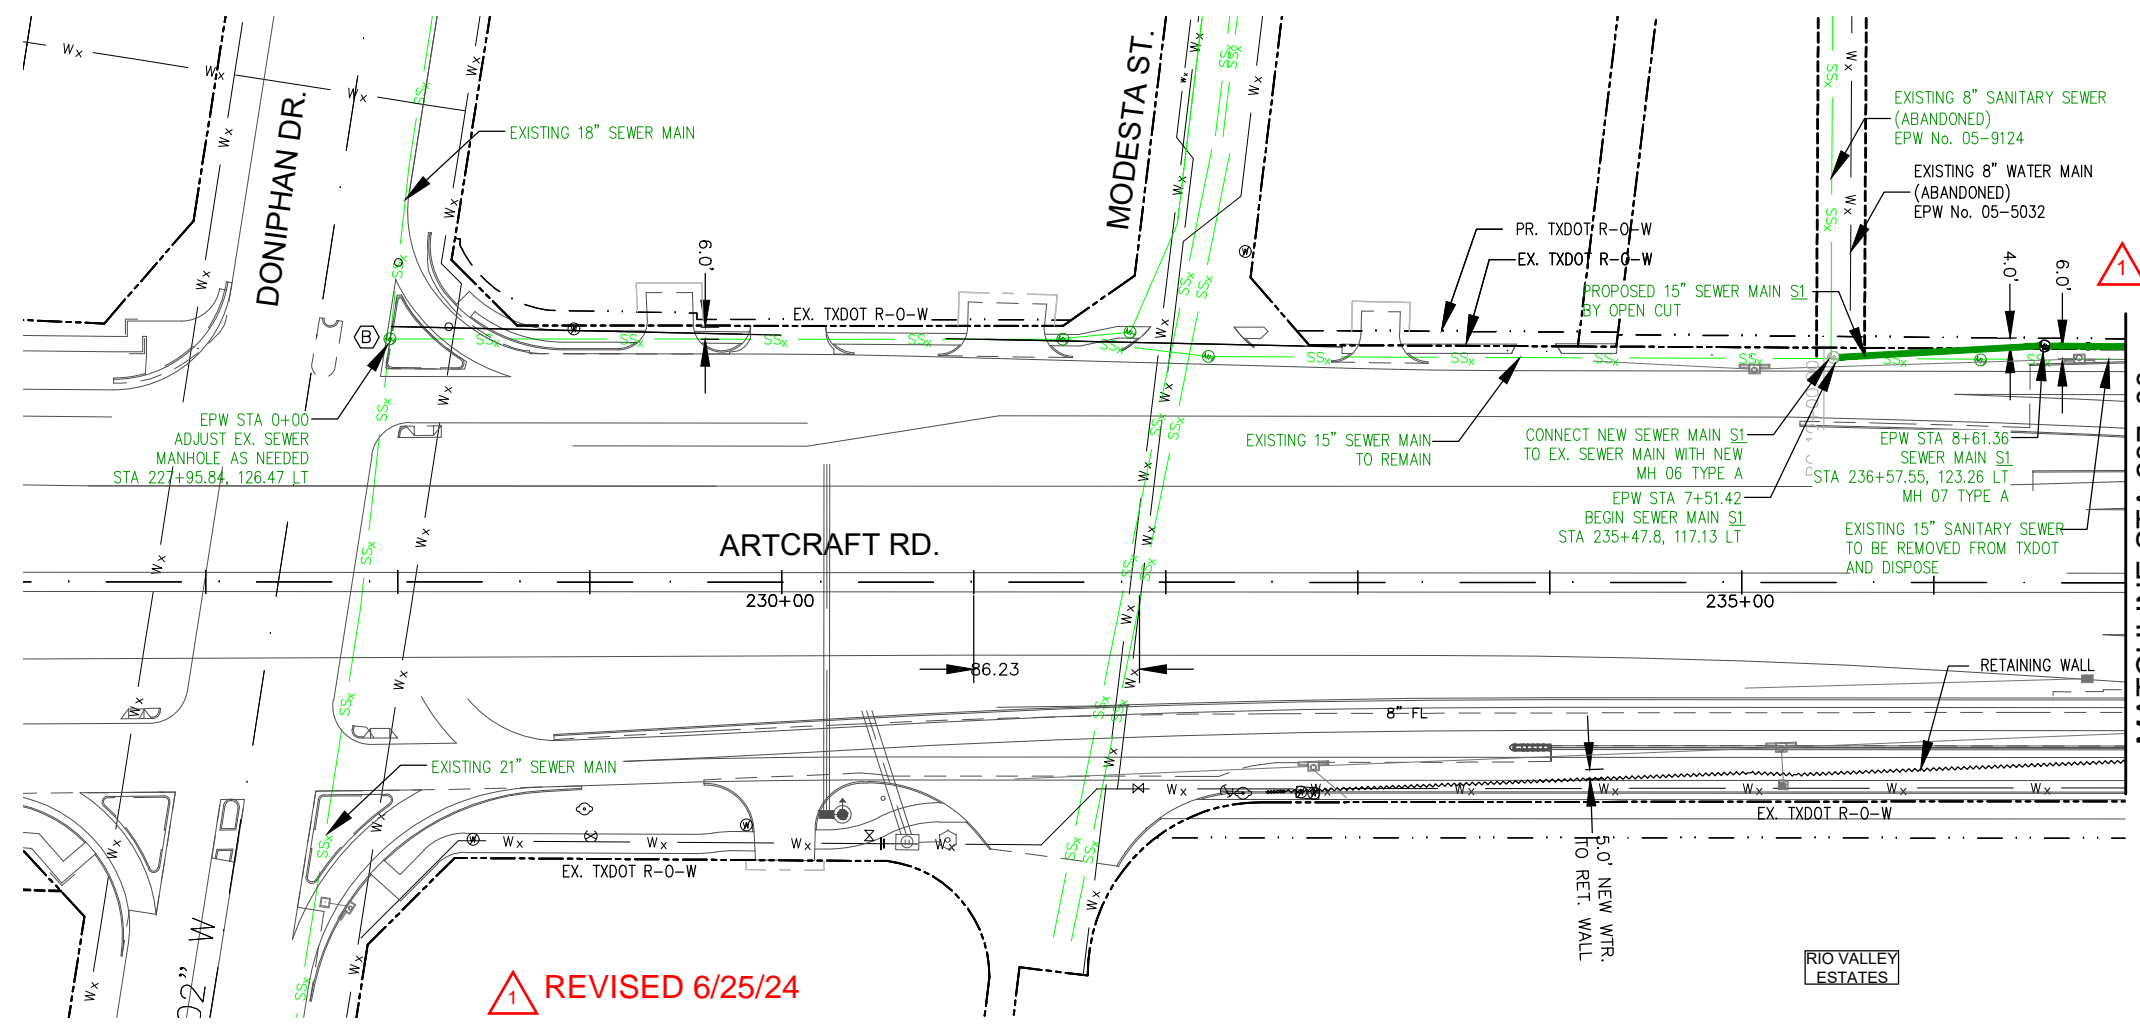 DONIPHAN DR.
EXISTING 18" SEWER MAIN
MODESTA ST.
EXISTING 8" SANITARY SEWER
(ABANDONED)
EPW No. 05-9124
EXISTING 8" WATER MAIN
(ABANDONED)
EPW No. 05-5032
PR. TXDOT R-O-W
EX. TXDOT R-O-W
PROPOSED 15" SEWER MAIN S1
BY OPEN CUT
4.0'
6.0'
1
6.0'
EX. TXDOT R-O-W
B
EPW STA 0+00
ADJUST EX. SEWER
MANHOLE AS NEEDED
STA 227+95.84, 126.47 LT
EXISTING 15" SEWER MAIN
TO REMAIN
CONNECT NEW SEWER MAIN S1
TO EX. SEWER MAIN WITH NEW
MH 06 TYPE A
EPW STA 7+51.42
BEGIN SEWER MAIN S1
STA 235+47.8, 117.13 LT
EPW STA 8+61.36
SEWER MAIN S1
STA 236+57.55, 123.26 LT
MH 07 TYPE A
EXISTING 15" SANITARY SEWER
TO BE REMOVED FROM TXDOT
AND DISPOSE
ARTCRAFT RD.
230+00
235+00
86.23
RETAINING WALL
8" FL
EXISTING 21" SEWER MAIN
EX. TXDOT R-O-W
EX. TXDOT R-O-W
5.0' NEW WTR.
TO RET. WALL
RIO VALLEY
ESTATES
1 REVISED 6/25/24